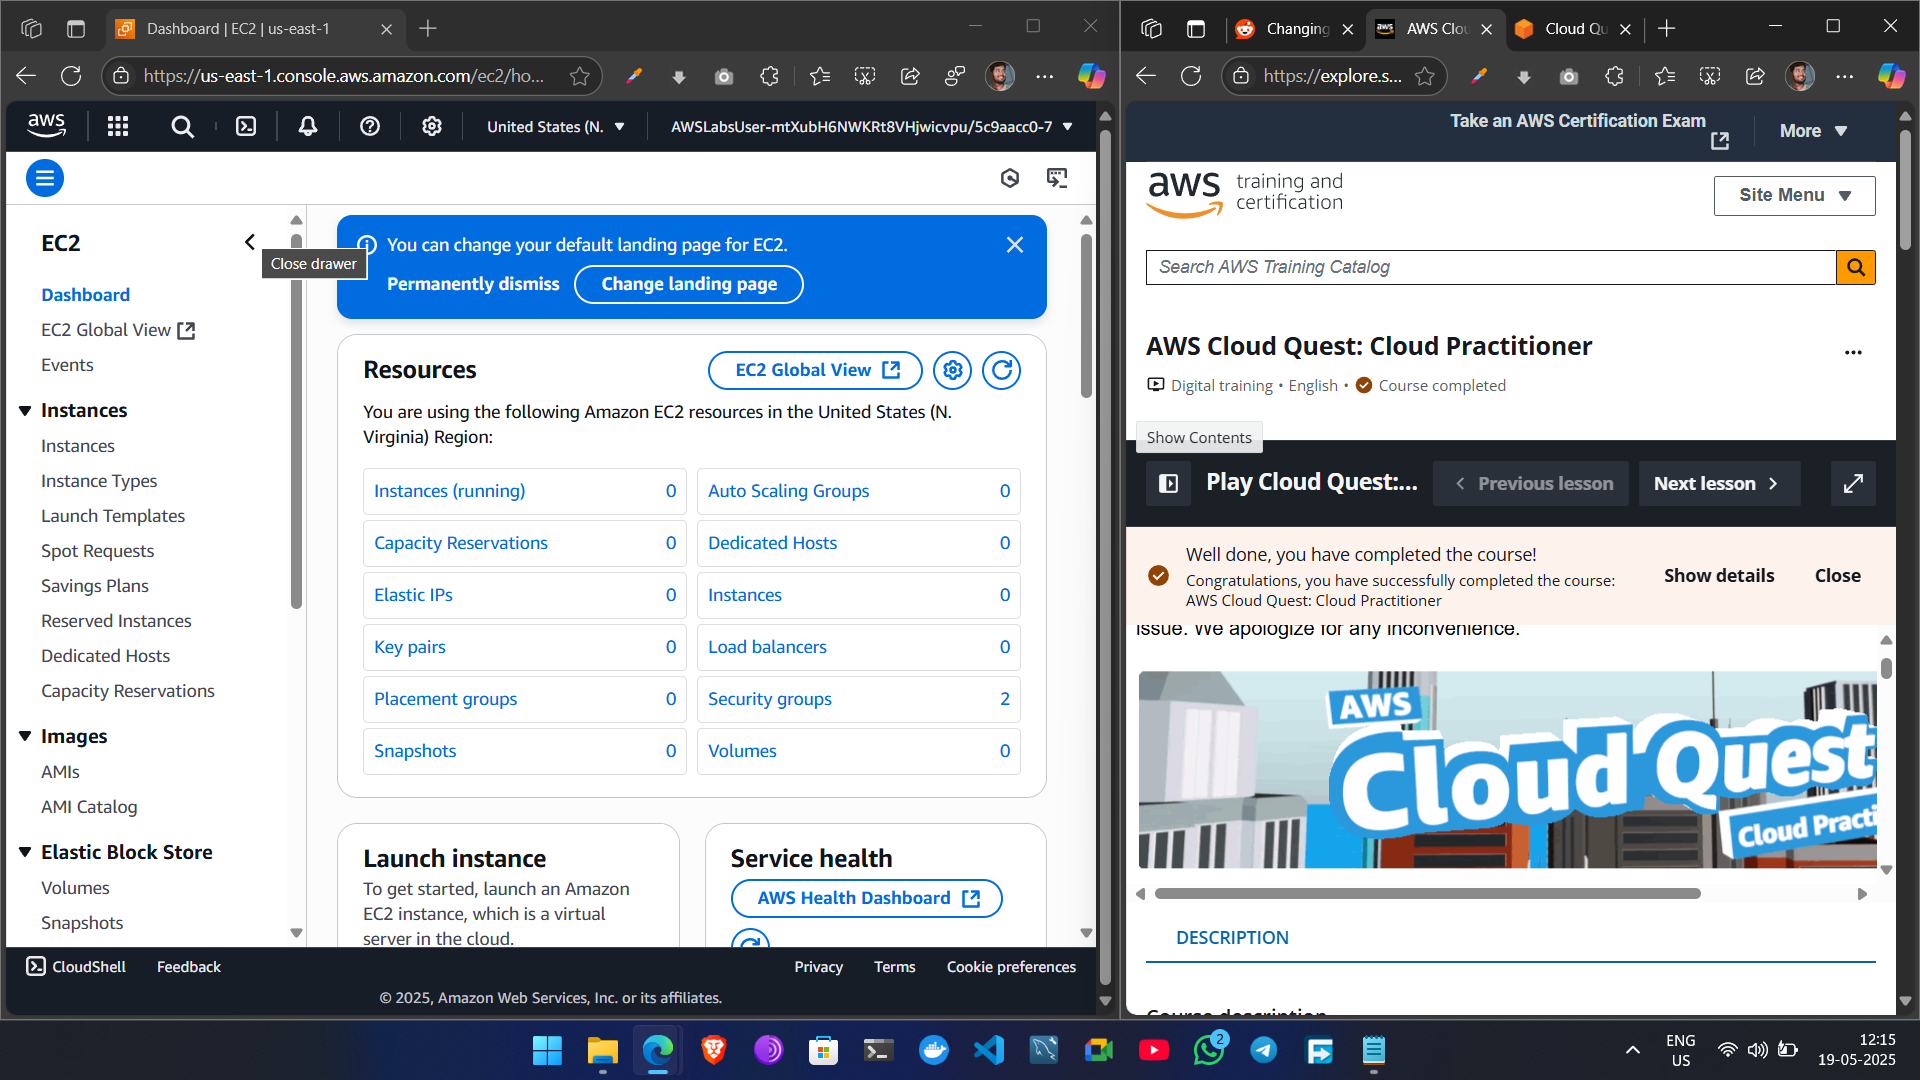 Dashboard | EC2 | us-east-1
https://us-east-1.console.aws.amazon.com/ec2/ho...
aws
United States (N.
AWSLabsUser-mtXubH6NWKRt8VHjwicvpu/5c9aacc0-7
EC2
Close drawer
Dashboard
EC2 Global View
Events
Instances
Instances
Instance Types
Launch Templates
Spot Requests
Savings Plans
Reserved Instances
Dedicated Hosts
Capacity Reservations
Images
AMIs
AMI Catalog
Elastic Block Store
Volumes
Snapshots
You can change your default landing page for EC2.
Permanently dismiss
Change landing page
Resources
EC2 Global View
You are using the following Amazon EC2 resources in the United States (N.
Virginia) Region:
Instances (running) 0
Auto Scaling Groups 0
Capacity Reservations 0
Dedicated Hosts 0
Elastic IPs 0
Instances 0
Key pairs 0
Load balancers 0
Placement groups 0
Security groups 2
Snapshots 0
Volumes 0
Launch instance
To get started, launch an Amazon
EC2 instance, which is a virtual
server in the cloud.
Service health
AWS Health Dashboard
CloudShell
Feedback
Privacy
Terms
Cookie preferences
© 2025, Amazon Web Services, Inc. or its affiliates.
Changing
AWS Clou
Cloud Qu
https://explore.s...
Take an AWS Certification Exam
More
aws training and
certification
Site Menu
Search AWS Training Catalog
AWS Cloud Quest: Cloud Practitioner
...
Digital training • English • Course completed
Show Contents
Play Cloud Quest:...
Previous lesson
Next lesson
Well done, you have completed the course!
Congratulations, you have successfully completed the course:
AWS Cloud Quest: Cloud Practitioner
Show details
Close
issue. We apologize for any inconvenience.
AWS
Cloud Quest
Cloud Practi
DESCRIPTION
Course description
2
ENG
US
12:15
19-05-2025